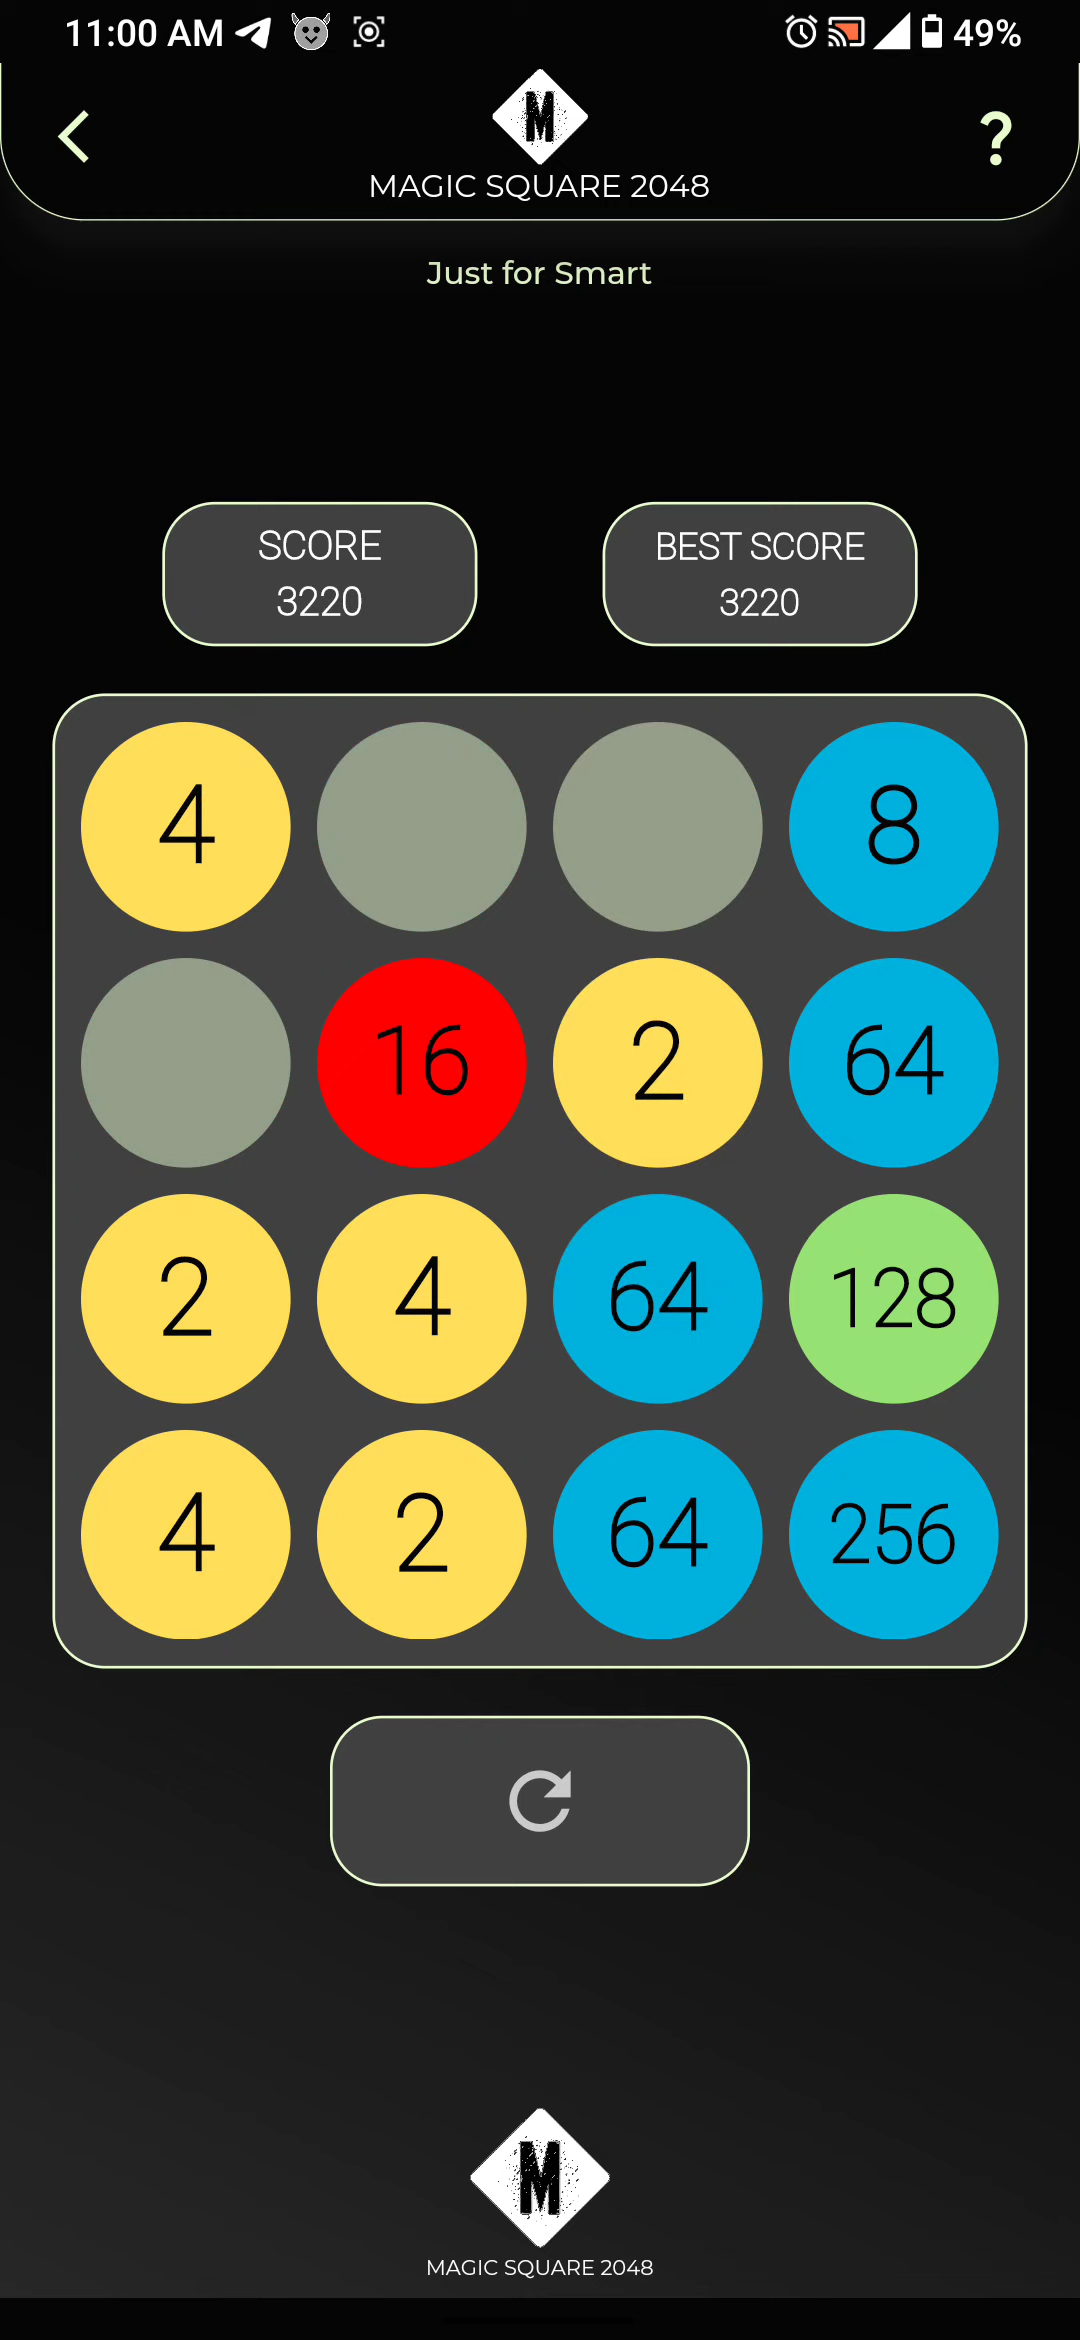 11:00 AM 49%
M
MAGIC SQUARE 2048
?
Just for Smart
SCORE
3220
BEST SCORE
3220
4 8
16 2 64
2 4 64 128
4 2 64 256
M
MAGIC SQUARE 2048